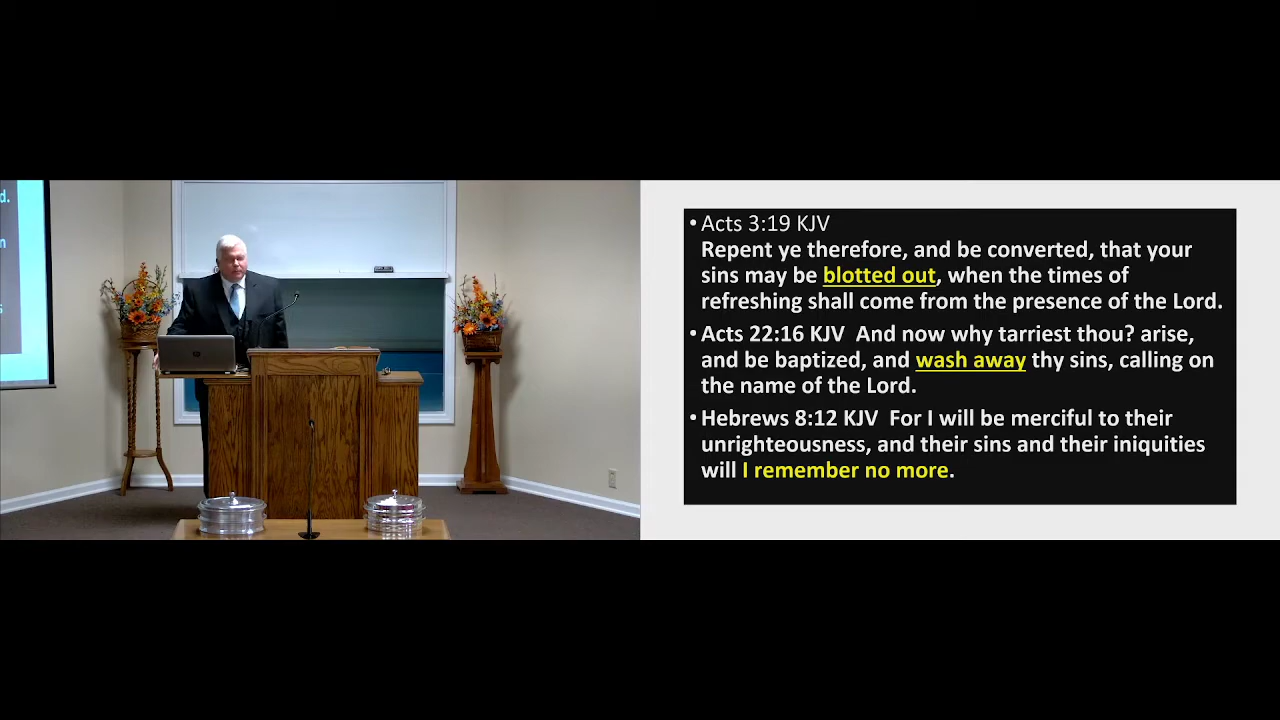 d.
n
s
• Acts 3:19 KJV
Repent ye therefore, and be converted, that your
sins may be blotted out, when the times of
refreshing shall come from the presence of the Lord.
• Acts 22:16 KJV  And now why tarriest thou? arise,
and be baptized, and wash away thy sins, calling on
the name of the Lord.
• Hebrews 8:12 KJV  For I will be merciful to their
unrighteousness, and their sins and their iniquities
will I remember no more.